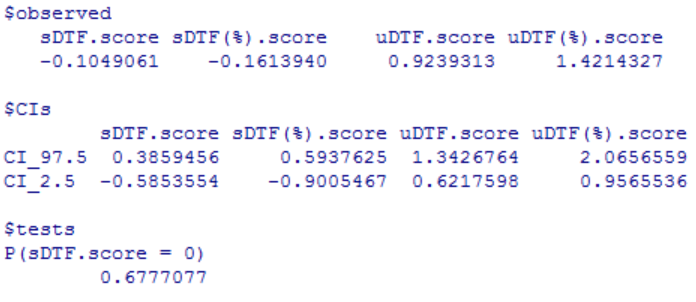 $observed
sDTF.score sDTF(%).score uDTF.score uDTF(%).score
-0.1049061 -0.1613940 0.9239313 1.4214327
$CIs
sDTF.score sDTF(%).score uDTF.score uDTF(%).score
CI_97.5 0.3859456 0.5937625 1.3426764 2.0656559
CI_2.5 -0.5853554 -0.9005467 0.6217598 0.9565536
$tests
P(sDTF.score = 0)
0.6777077